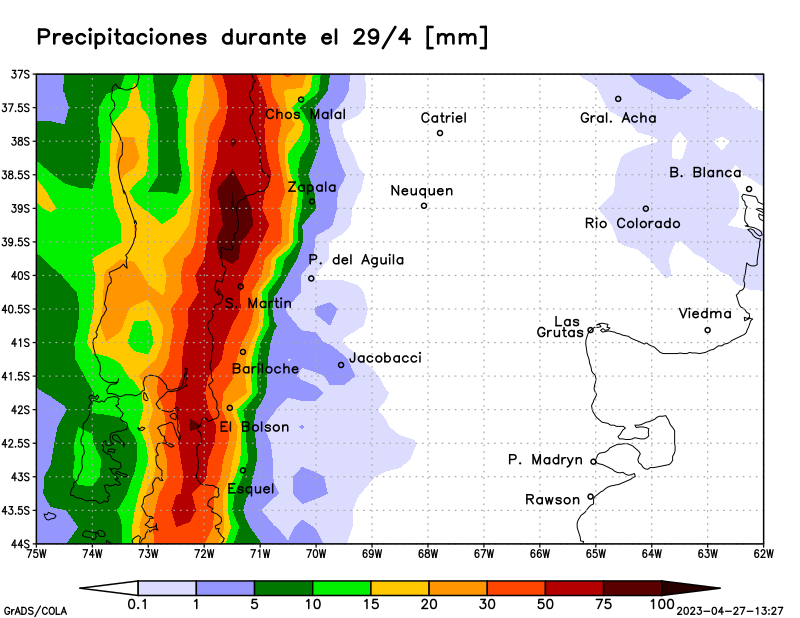 Precipitaciones durante el 29/4 [mm]
37S
37.5S
Chos Malal
Catriel
Gral. Acha
38S
38.5S
B. Blanca
Zapala
Neuquen
39S
Rio Colorado
39.5S
P. del Aguila
40S
S. Martin
40.5S
Las
Grutas
Viedma
41S
Bariloche
Jacobacci
41.5S
42S
El Bolson
42.5S
P. Madryn
43S
Esquel
Rawson
43.5S
44S
75W 74W 73W 72W 71W 70W 69W 68W 67W 66W 65W 64W 63W 62W
0.1 1 5 10 15 20 30 50 75 100
GrADS/COLA
2023-04-27-13:27